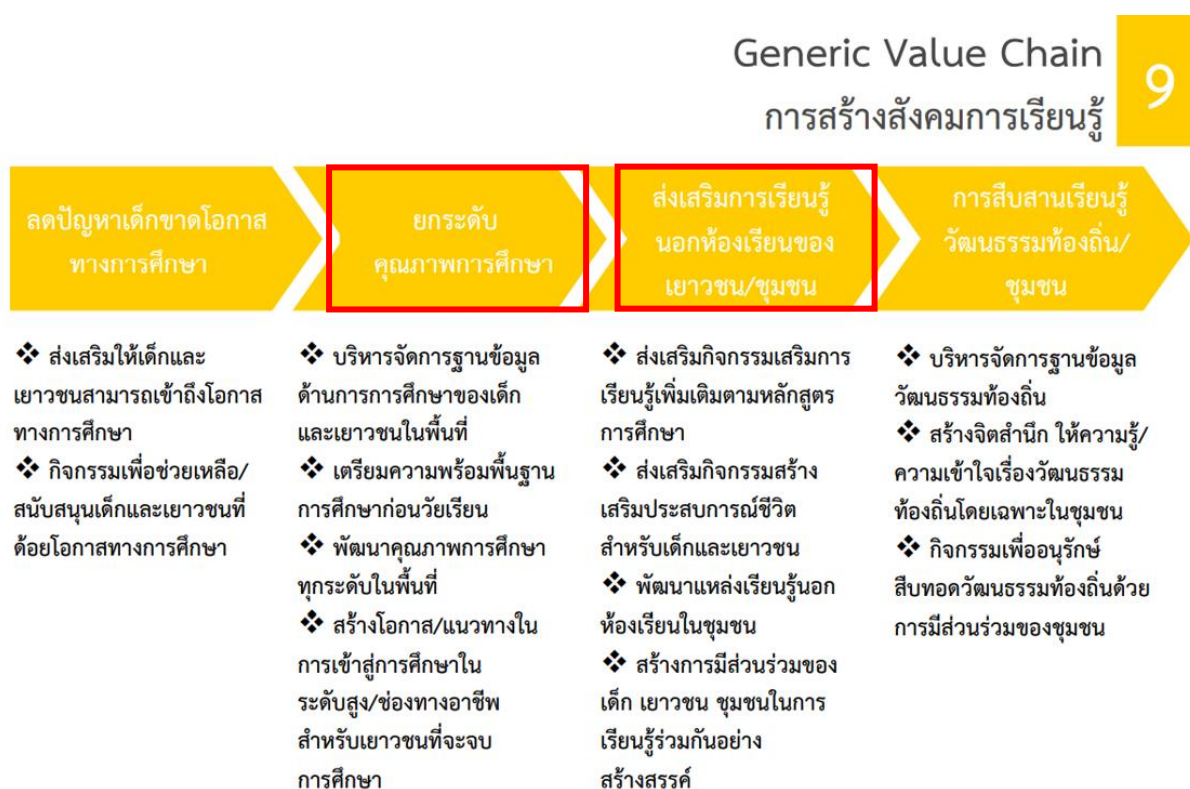 Generic Value Chain
การสร้างสังคมการเรียนรู้
9
ลดปัญหาเด็กขาดโอกาส
ทางการศึกษา
ยกระดับ
คุณภาพการศึกษา
ส่งเสริมการเรียนรู้
นอกห้องเรียนของ
เยาวชน/ชุมชน
การสืบสานเรียนรู้
วัฒนธรรมท้องถิ่น/
ชุมชน
❖ ส่งเสริมให้เด็กและ
เยาวชนสามารถเข้าถึงโอกาส
ทางการศึกษา
❖ กิจกรรมเพื่อช่วยเหลือ/
สนับสนุนเด็กและเยาวชนที่
ด้อยโอกาสทางการศึกษา
❖ บริหารจัดการฐานข้อมูล
ด้านการการศึกษาของเด็ก
และเยาวชนในพื้นที่
❖ เตรียมความพร้อมพื้นฐาน
การศึกษาก่อนวัยเรียน
❖ พัฒนาคุณภาพการศึกษา
ทุกระดับในพื้นที่
❖ สร้างโอกาส/แนวทางใน
การเข้าสู่การศึกษาใน
ระดับสูง/ช่องทางอาชีพ
สำหรับเยาวชนที่จะจบ
การศึกษา
❖ ส่งเสริมกิจกรรมเสริมการ
เรียนรู้เพิ่มเติมตามหลักสูตร
การศึกษา
❖ ส่งเสริมกิจกรรมสร้าง
เสริมประสบการณ์ชีวิต
สำหรับเด็กและเยาวชน
❖ พัฒนาแหล่งเรียนรู้นอก
ห้องเรียนในชุมชน
❖ สร้างการมีส่วนร่วมของ
เด็ก เยาวชน ชุมชนในการ
เรียนรู้ร่วมกันอย่าง
สร้างสรรค์
❖ บริหารจัดการฐานข้อมูล
วัฒนธรรมท้องถิ่น
❖ สร้างจิตสำนึก ให้ความรู้/
ความเข้าใจเรื่องวัฒนธรรม
ท้องถิ่นโดยเฉพาะในชุมชน
❖ กิจกรรมเพื่ออนุรักษ์
สืบทอดวัฒนธรรมท้องถิ่นด้วย
การมีส่วนร่วมของชุมชน